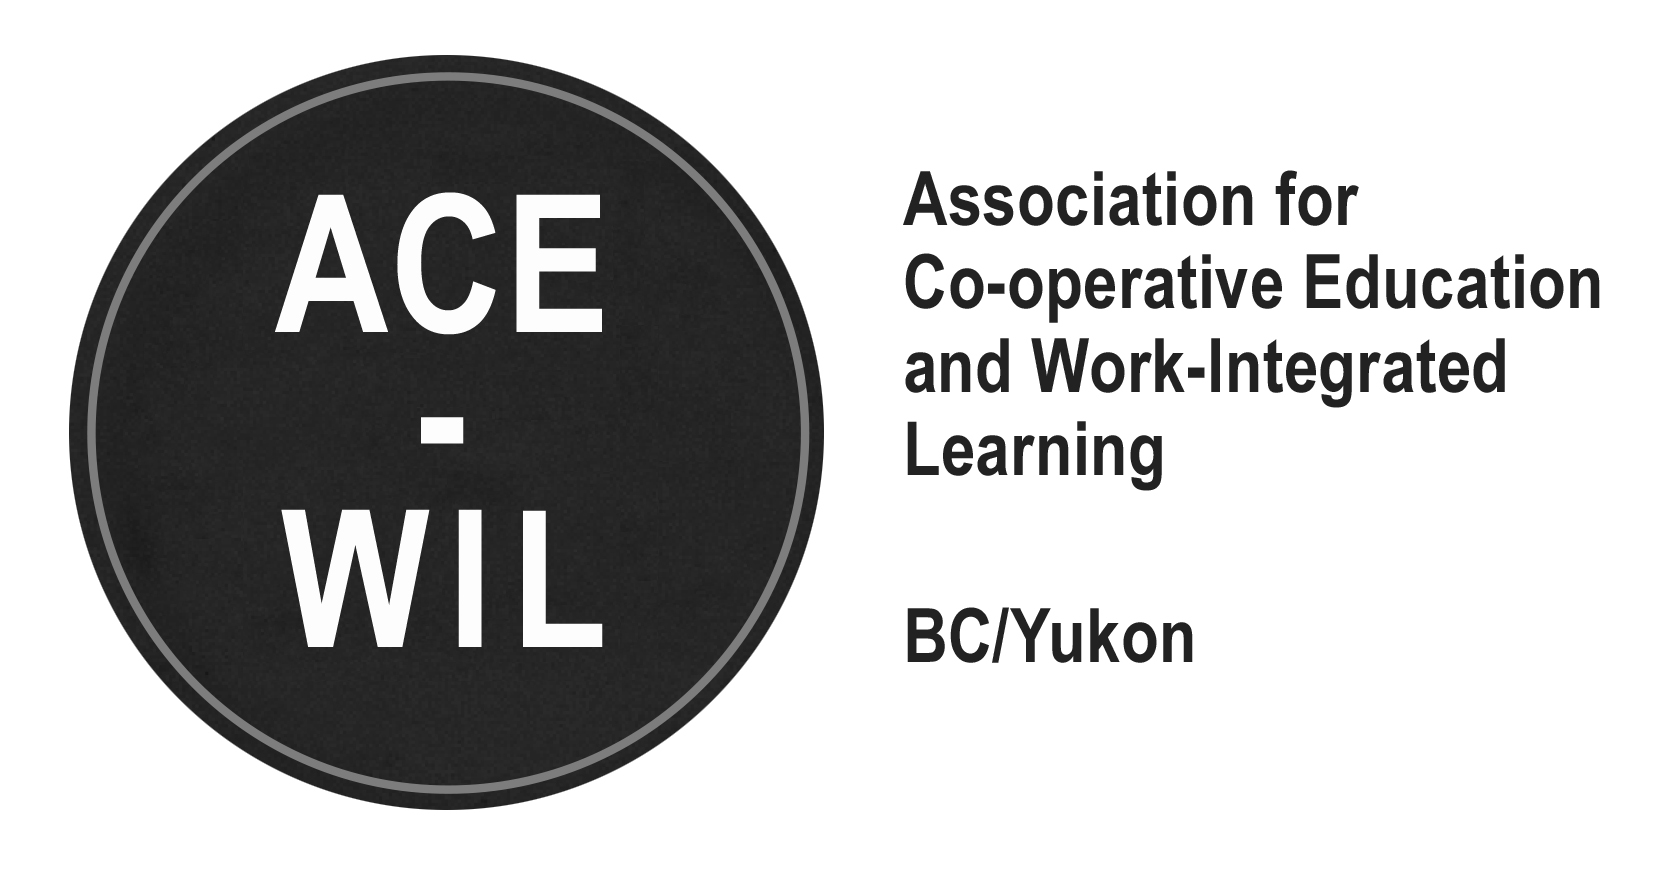 ACE
-
WIL
Association for
Co-operative Education
and Work-Integrated
Learning
BC/Yukon